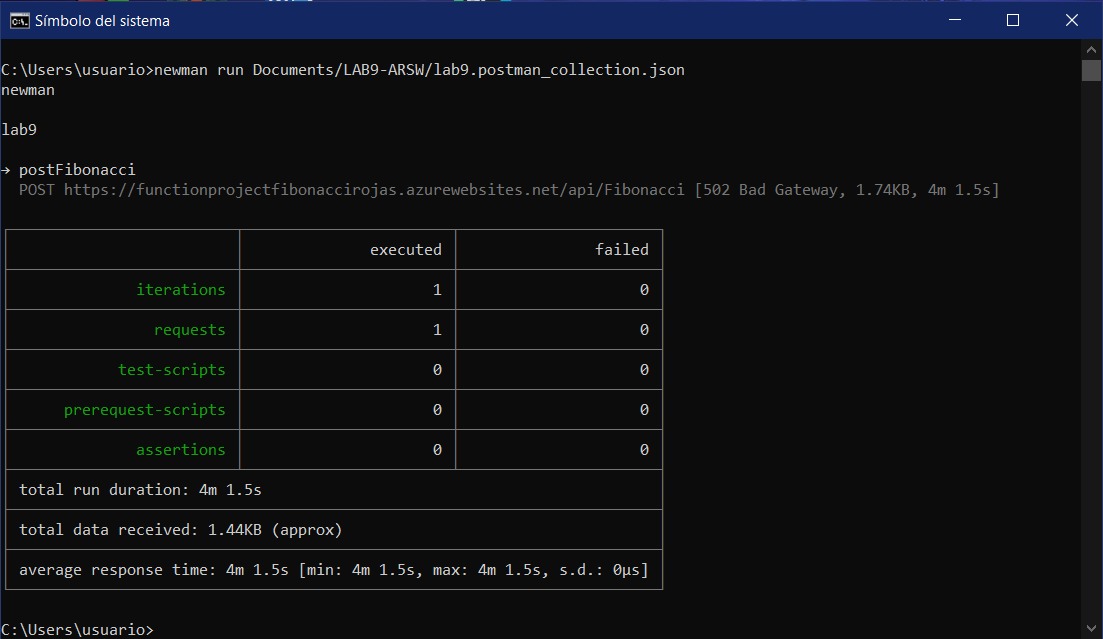 Símbolo del sistema
C:\Users\usuario>newman run Documents/LAB9-ARSW/lab9.postman_collection.json
newman
lab9
→ postFibonacci
POST https://functionprojectfibonaccirojas.azurewebsites.net/api/Fibonacci [502 Bad Gateway, 1.74KB, 4m 1.5s]
executed failed
iterations 1 0
requests 1 0
test-scripts 0 0
prerequest-scripts 0 0
assertions 0 0
total run duration: 4m 1.5s
total data received: 1.44KB (approx)
average response time: 4m 1.5s [min: 4m 1.5s, max: 4m 1.5s, s.d.: 0µs]
C:\Users\usuario>